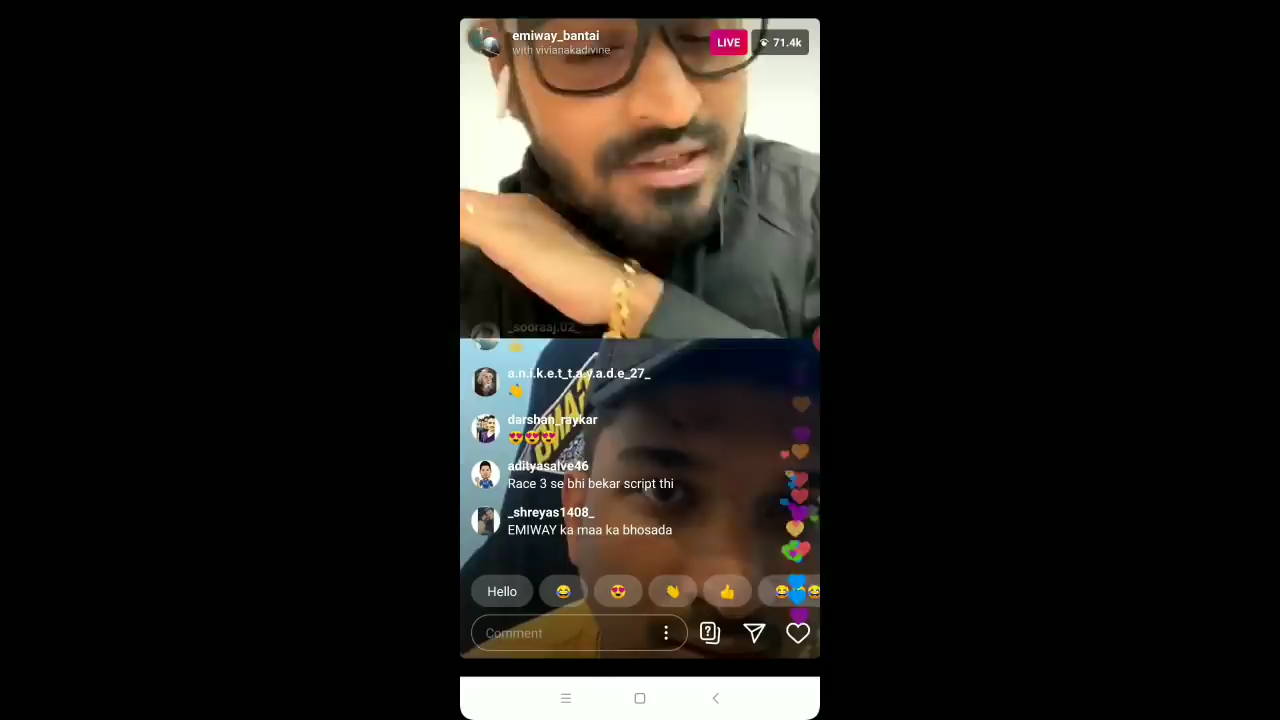 emiway_bantai
with vivianakadivine
LIVE
71.4k
_sooraaj.02_
a.n.i.k.e.t_t.a.y.a.d.e_27_
darshan_raykar
adityasalve46
Race 3 se bhi bekar script thi
_shreyas1408_
EMIWAY ka maa ka bhosada
Hello
Comment